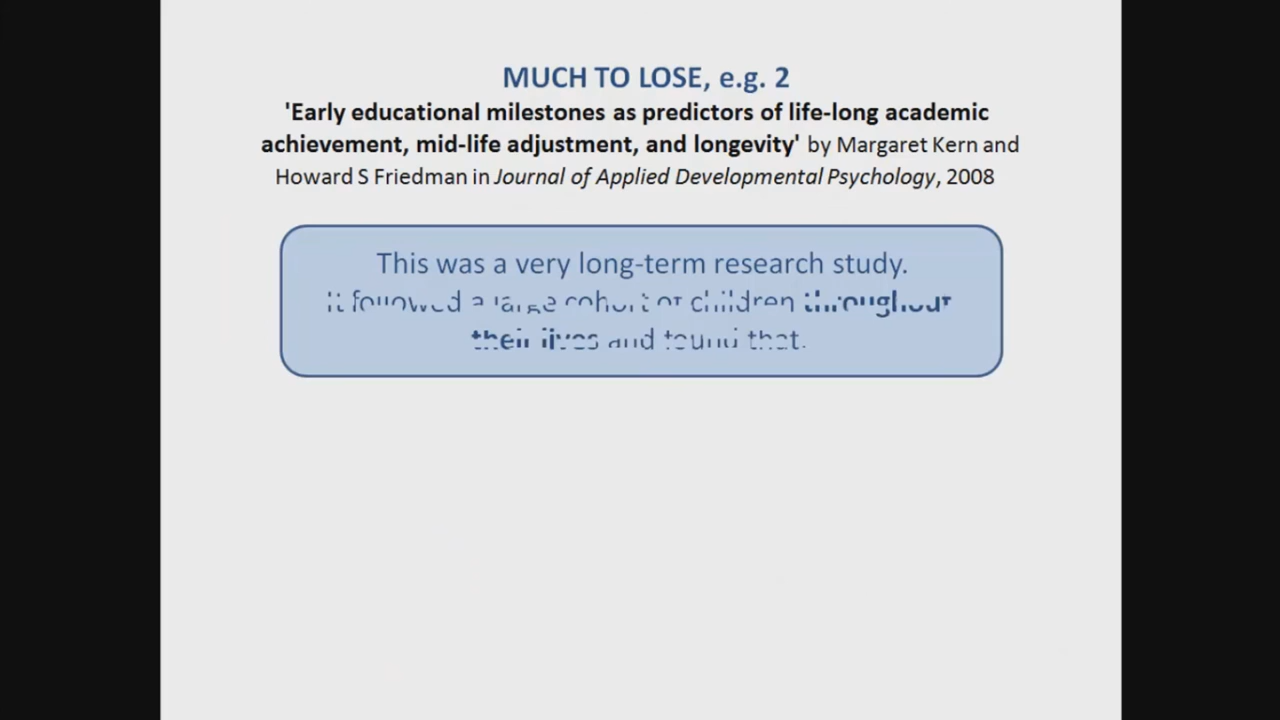 MUCH TO LOSE, e.g. 2
'Early educational milestones as predictors of life-long academic
achievement, mid-life adjustment, and longevity' by Margaret Kern and
Howard S Friedman in Journal of Applied Developmental Psychology, 2008
This was a very long-term research study.
It followed a large cohort of children throughout
their lives and found that: